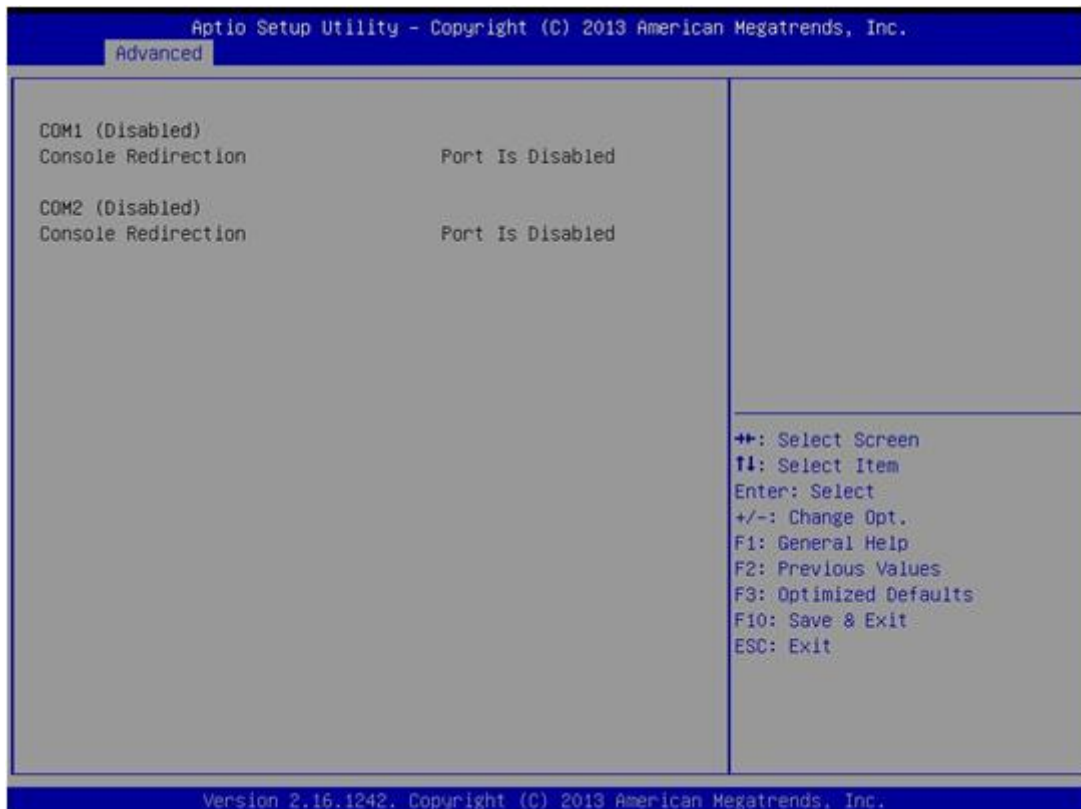 Aptio Setup Utility – Copyright (C) 2013 American Megatrends, Inc.
Advanced
COM1 (Disabled)
Console Redirection Port Is Disabled
COM2 (Disabled)
Console Redirection Port Is Disabled
→←: Select Screen
↑↓: Select Item
Enter: Select
+/-: Change Opt.
F1: General Help
F2: Previous Values
F3: Optimized Defaults
F10: Save & Exit
ESC: Exit
Version 2.16.1242. Copyright (C) 2013 American Megatrends, Inc.